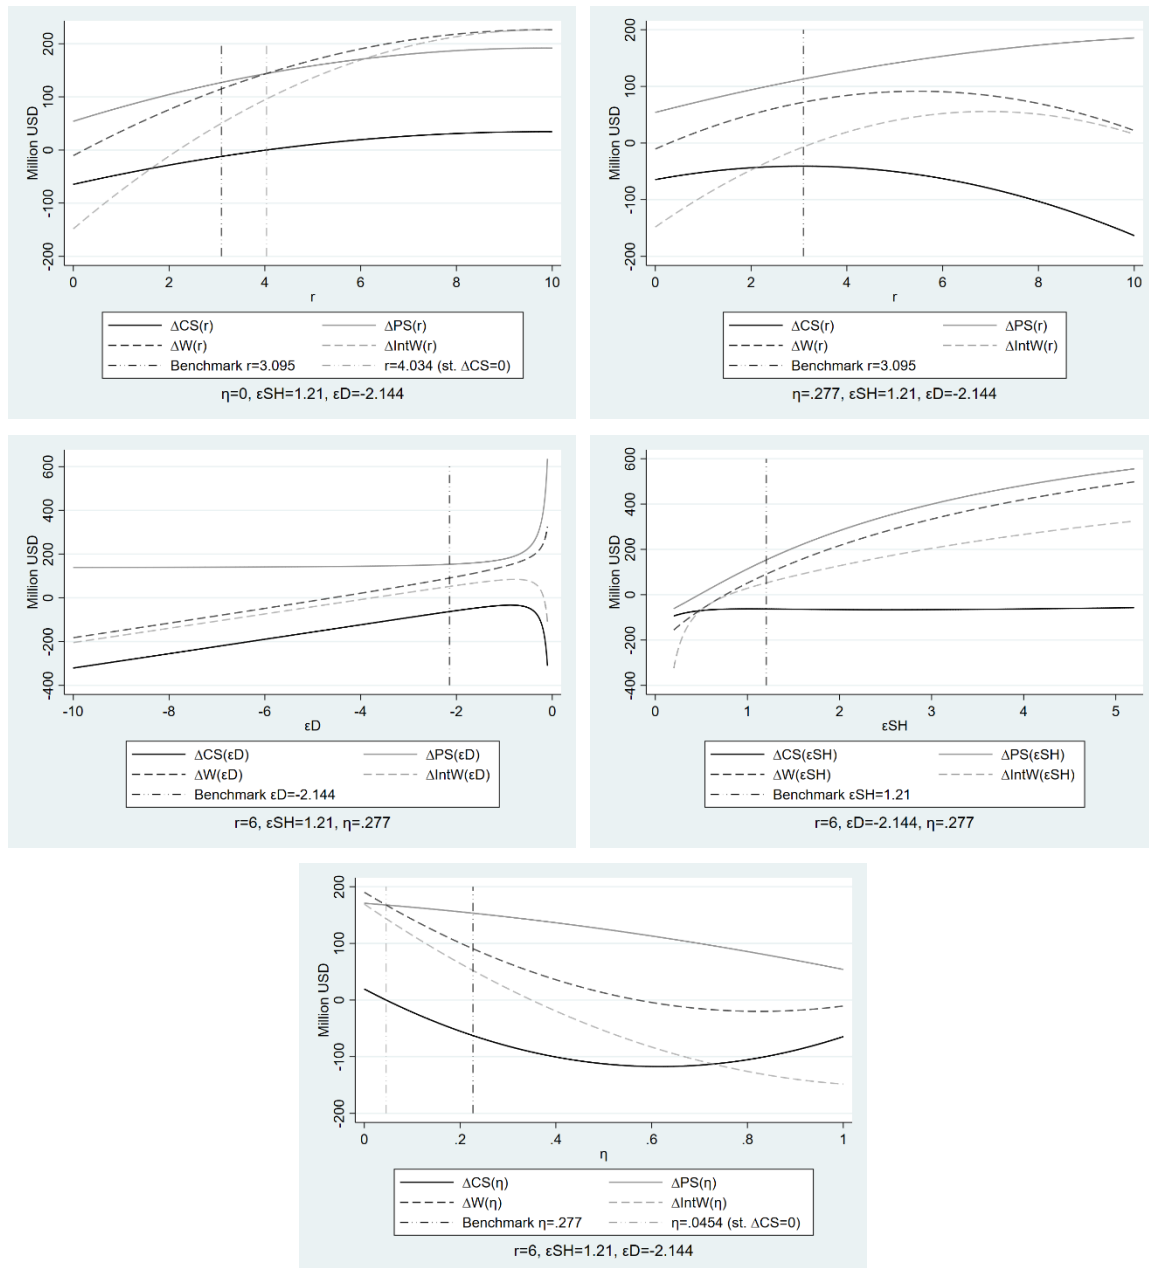 Million USD
200
100
0
-100
-200
0 2 4 6 8 10
r
ΔCS(r) ΔPS(r)
ΔW(r) ΔIntW(r)
Benchmark r=3.095 r=4.034 (st. ΔCS=0)
η=0, εSH=1.21, εD=-2.144
Million USD
200
100
0
-100
-200
0 2 4 6 8 10
r
ΔCS(r) ΔPS(r)
ΔW(r) ΔIntW(r)
Benchmark r=3.095
η=.277, εSH=1.21, εD=-2.144
Million USD
600
400
200
0
-200
-400
-10 -8 -6 -4 -2 0
εD
ΔCS(εD) ΔPS(εD)
ΔW(εD) ΔIntW(εD)
Benchmark εD=-2.144
r=6, εSH=1.21, η=.277
Million USD
600
400
200
0
-200
-400
0 1 2 3 4 5
εSH
ΔCS(εSH) ΔPS(εSH)
ΔW(εSH) ΔIntW(εSH)
Benchmark εSH=1.21
r=6, εD=-2.144, η=.277
Million USD
200
100
0
-100
-200
0 .2 .4 .6 .8 1
η
ΔCS(η) ΔPS(η)
ΔW(η) ΔIntW(η)
Benchmark η=.277 η=.0454 (st. ΔCS=0)
r=6, εSH=1.21, εD=-2.144